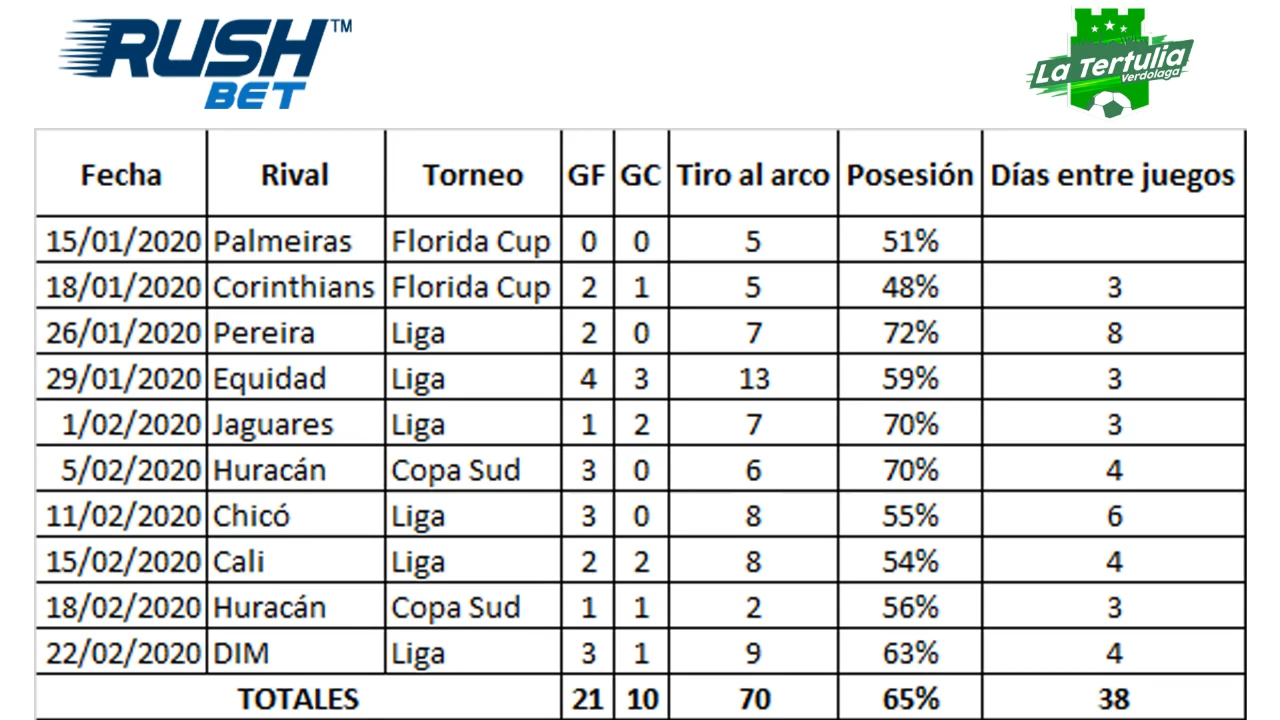 RUSH™
BET
La Tertulia
Verdolaga
Fecha Rival Torneo GF GC Tiro al arco Posesión Días entre juegos
15/01/2020 Palmeiras Florida Cup 0 0 5 51%
18/01/2020 Corinthians Florida Cup 2 1 5 48% 3
26/01/2020 Pereira Liga 2 0 7 72% 8
29/01/2020 Equidad Liga 4 3 13 59% 3
1/02/2020 Jaguares Liga 1 2 7 70% 3
5/02/2020 Huracán Copa Sud 3 0 6 70% 4
11/02/2020 Chicó Liga 3 0 8 55% 6
15/02/2020 Cali Liga 2 2 8 54% 4
18/02/2020 Huracán Copa Sud 1 1 2 56% 3
22/02/2020 DIM Liga 3 1 9 63% 4
TOTALES 21 10 70 65% 38